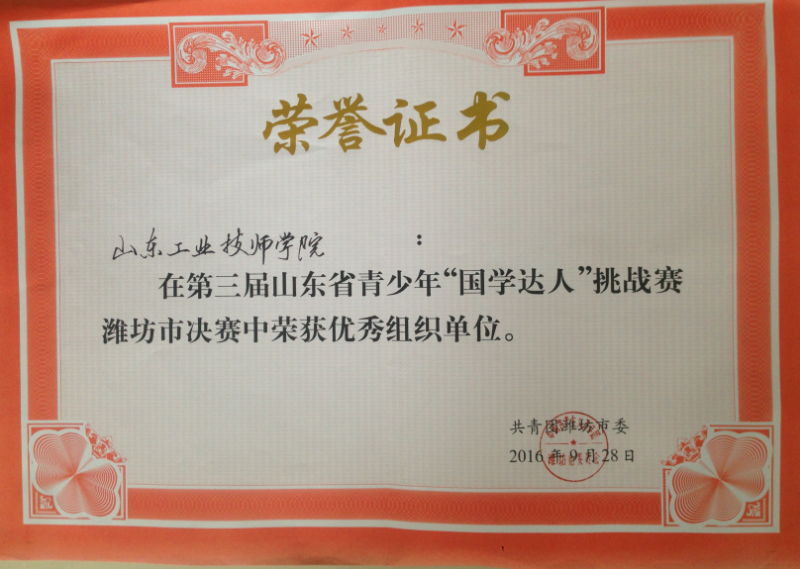 荣誉证书
山东工业技师学院：
在第三届山东省青少年“国学达人”挑战赛
潍坊市决赛中荣获优秀组织单位。
共青团潍坊市委
2016年9月28日